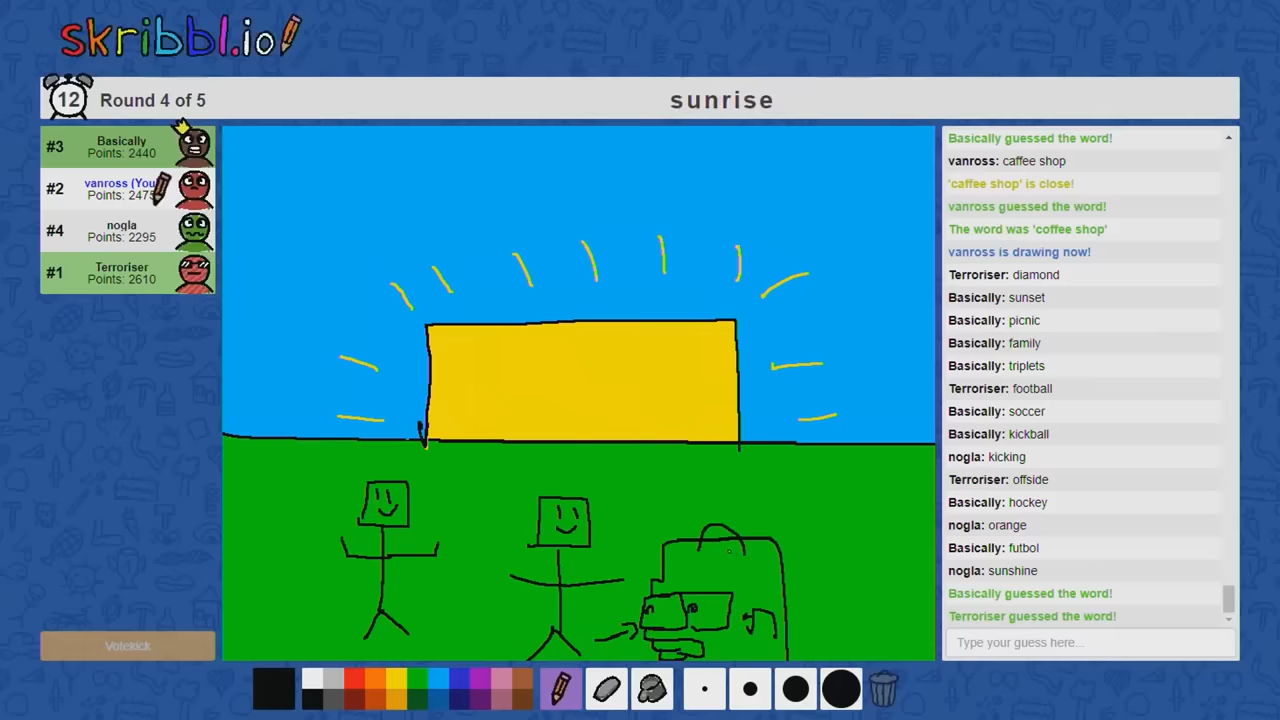 skribbl.io
12
Round 4 of 5
sunrise
#3
Basically
Points: 2440
#2
vanross (You
Points: 2475
#4
nogla
Points: 2295
#1
Terroriser
Points: 2610
Votekick
Basically guessed the word!
vanross: caffee shop
'caffee shop' is close!
vanross guessed the word!
The word was 'coffee shop'
vanross is drawing now!
Terroriser: diamond
Basically: sunset
Basically: picnic
Basically: family
Basically: triplets
Terroriser: football
Basically: soccer
Basically: kickball
nogla: kicking
Terroriser: offside
Basically: hockey
nogla: orange
Basically: futbol
nogla: sunshine
Basically guessed the word!
Terroriser guessed the word!
Type your guess here...